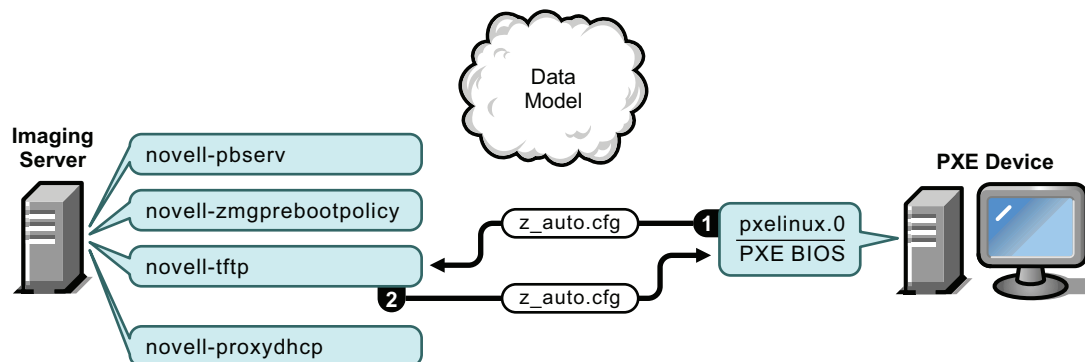 Data
Model
Imaging
Server
novell-pbserv
PXE Device
novell-zmgprebootpolicy
z_auto.cfg
1
pxelinux.0
PXE BIOS
novell-tftp
2
z_auto.cfg
novell-proxydhcp